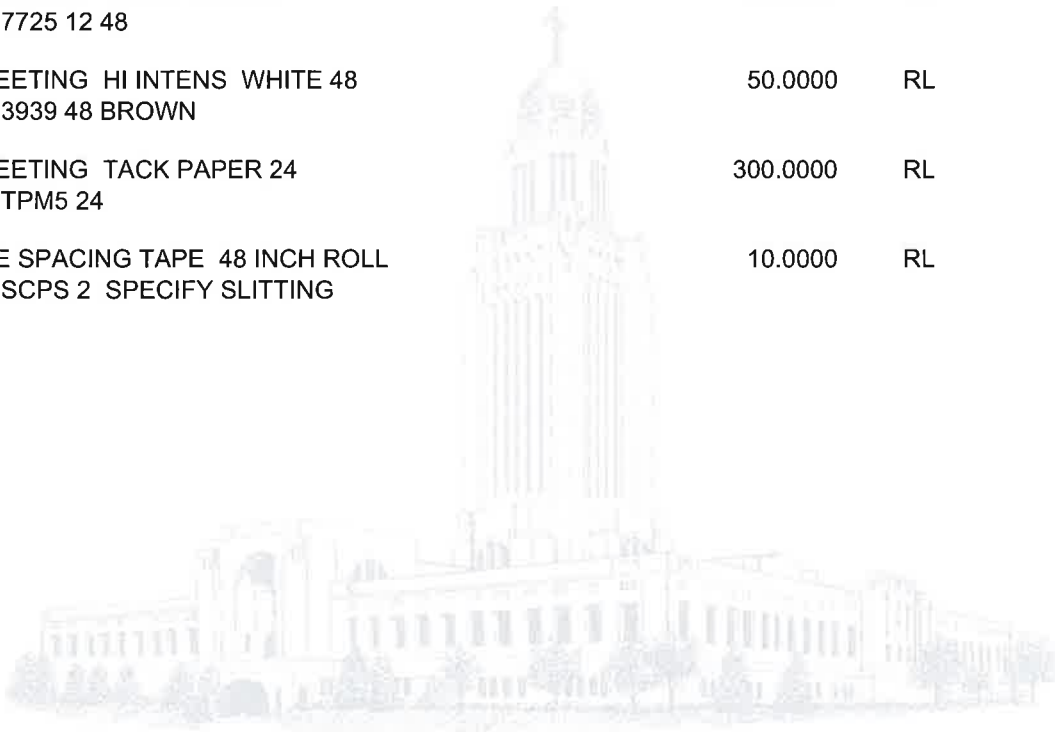 7725 12 48
EETING HI INTENS WHITE 48 50.0000 RL
3939 48 BROWN
EETING TACK PAPER 24 300.0000 RL
TPM5 24
E SPACING TAPE 48 INCH ROLL 10.0000 RL
SCPS 2 SPECIFY SLITTING